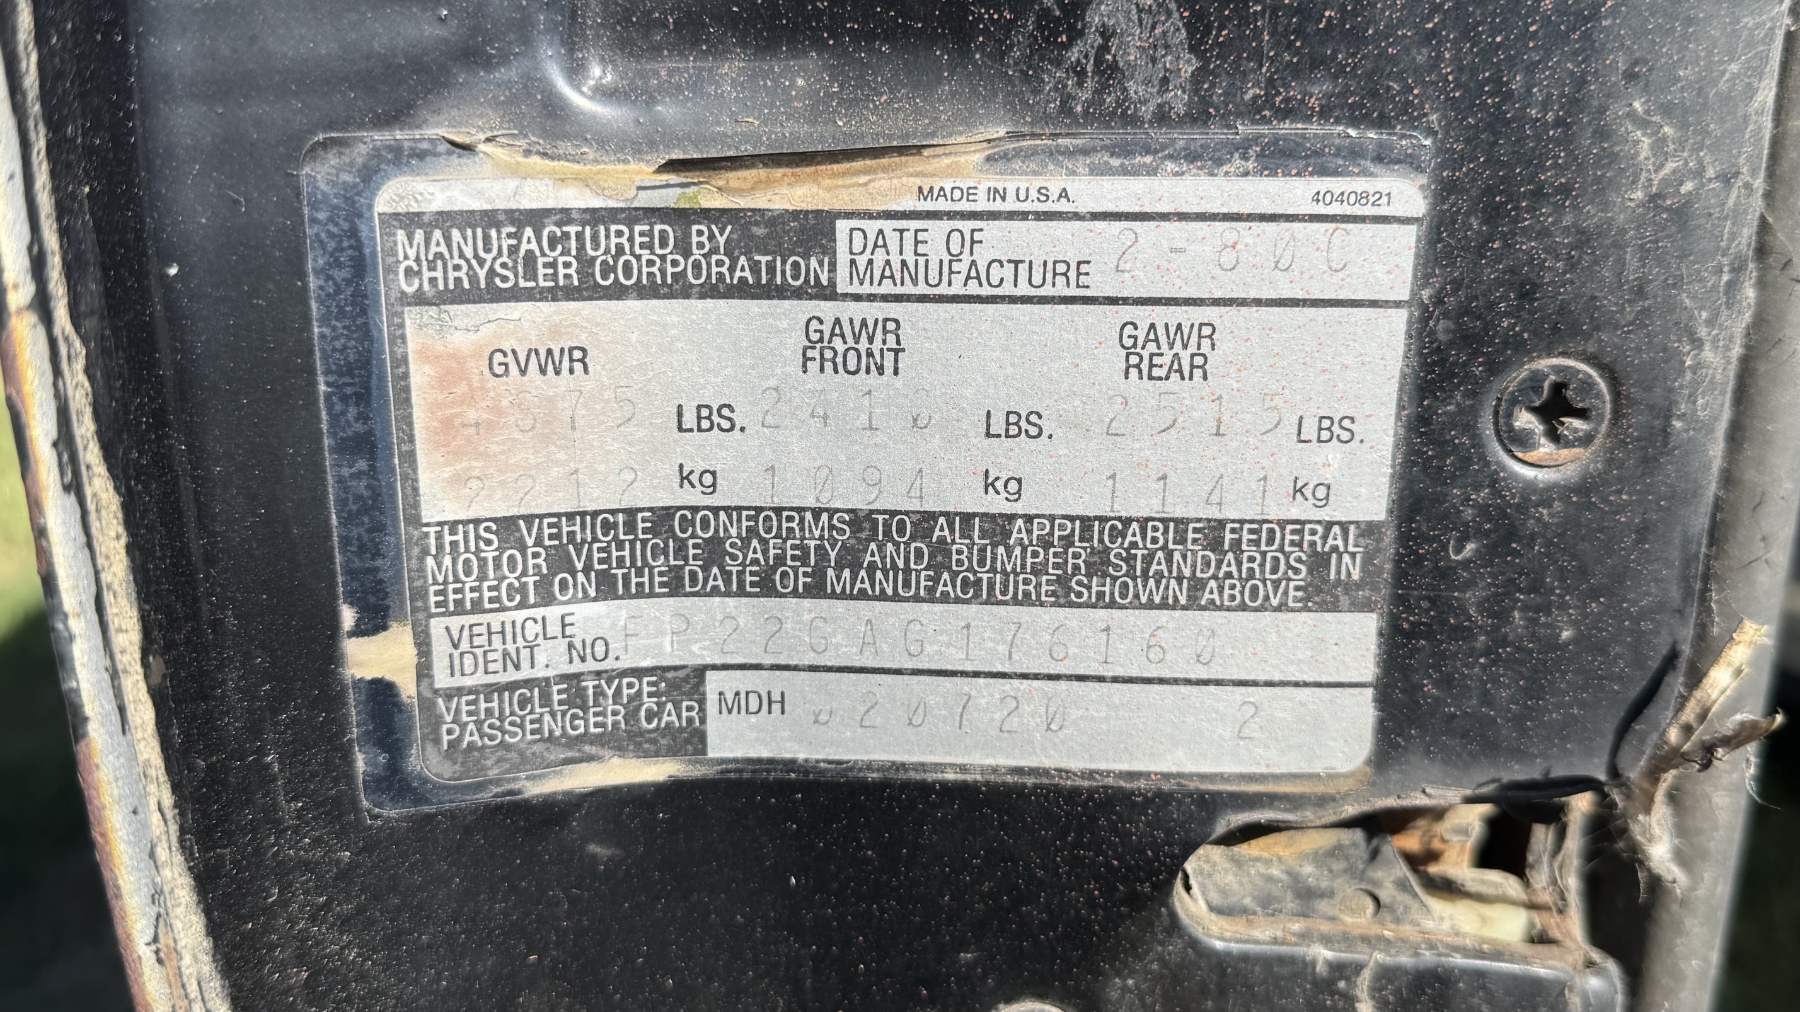 MADE IN U.S.A. 4040821
MANUFACTURED BY
CHRYSLER CORPORATION
DATE OF
MANUFACTURE 2-80C
GVWR
GAWR
FRONT
GAWR
REAR
LBS. 2410 LBS. 2515 LBS.
2212 kg 1094 kg 1141 kg
THIS VEHICLE CONFORMS TO ALL APPLICABLE FEDERAL
MOTOR VEHICLE SAFETY AND BUMPER STANDARDS IN
EFFECT ON THE DATE OF MANUFACTURE SHOWN ABOVE.
VEHICLE
IDENT. NO. FP22GAG176160
VEHICLE TYPE:
PASSENGER CAR
MDH 020720 2